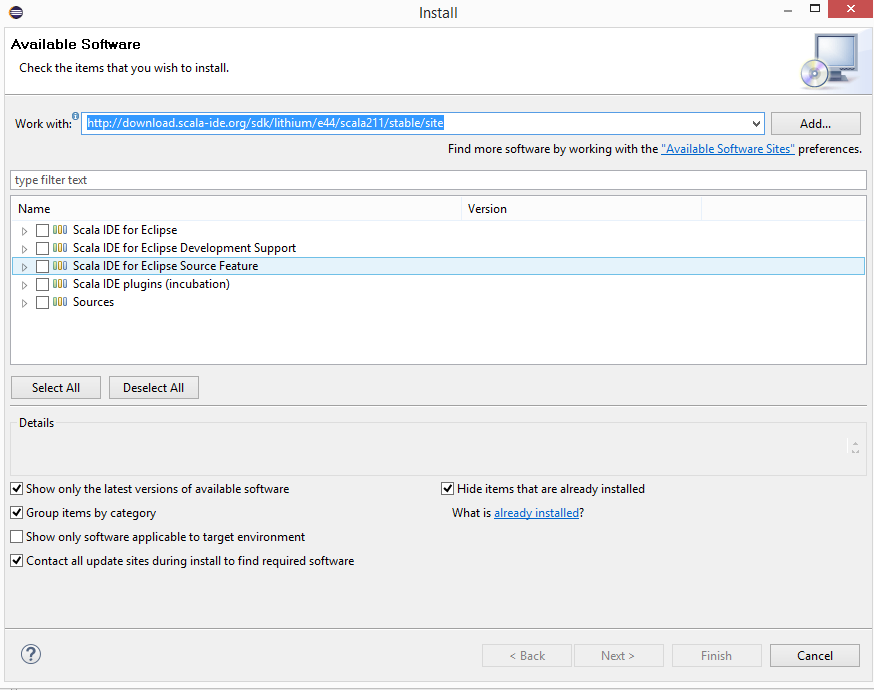 Install
Available Software
Check the items that you wish to install.
Work with: http://download.scala-ide.org/sdk/lithium/e44/scala211/stable/site Add...
Find more software by working with the "Available Software Sites" preferences.
type filter text
Name Version
Scala IDE for Eclipse
Scala IDE for Eclipse Development Support
Scala IDE for Eclipse Source Feature
Scala IDE plugins (incubation)
Sources
Select All Deselect All
Details
Show only the latest versions of available software Hide items that are already installed
Group items by category What is already installed?
Show only software applicable to target environment
Contact all update sites during install to find required software
? < Back Next > Finish Cancel